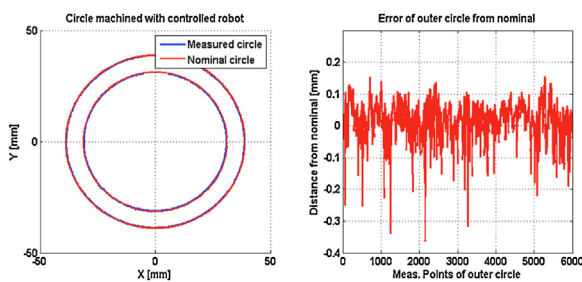 Circle machined with controlled robot
50
0
-50
-50
0
50
Y [mm]
X [mm]
Measured circle
Nominal circle
Error of outer circle from nominal
0.3
0.2
0.1
0
-0.1
-0.2
-0.3
-0.4
0
1000
2000
3000
4000
5000
6000
Distance from nominal [mm]
Meas. Points of outer circle